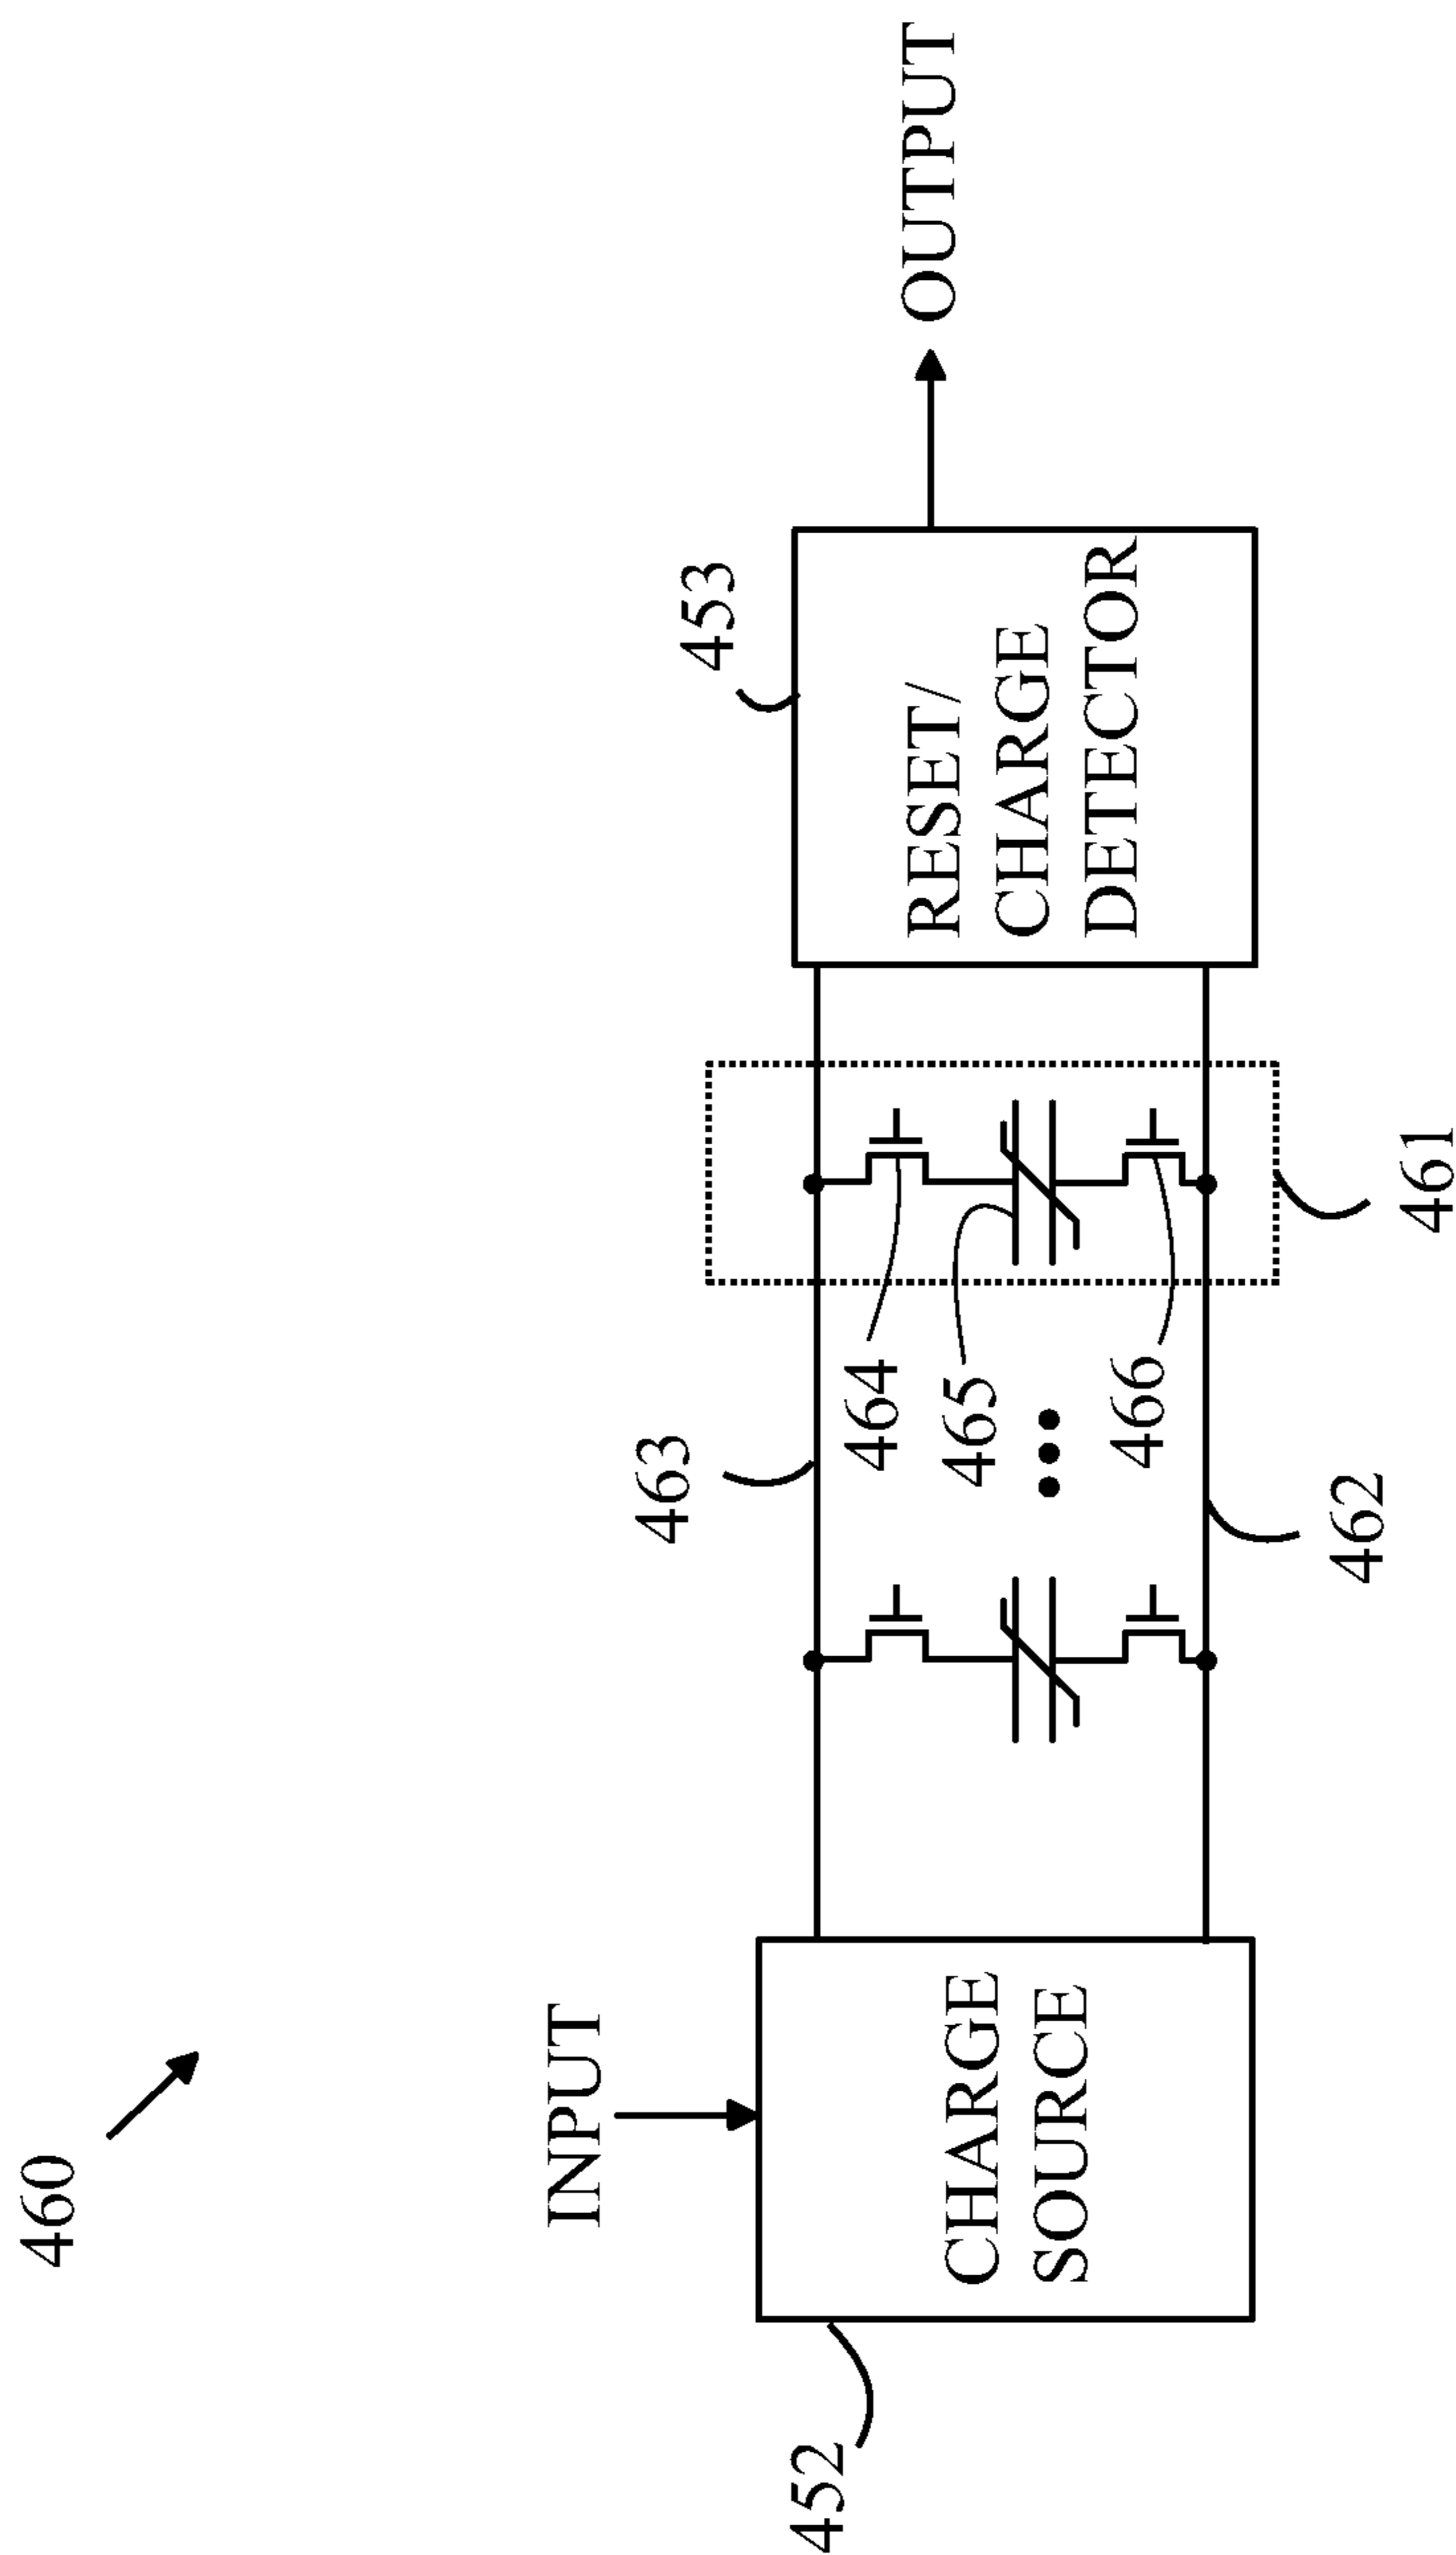 460
INPUT
452
CHARGE
SOURCE
463
464
465
466
462
461
453
RESET/
CHARGE
DETECTOR
OUTPUT